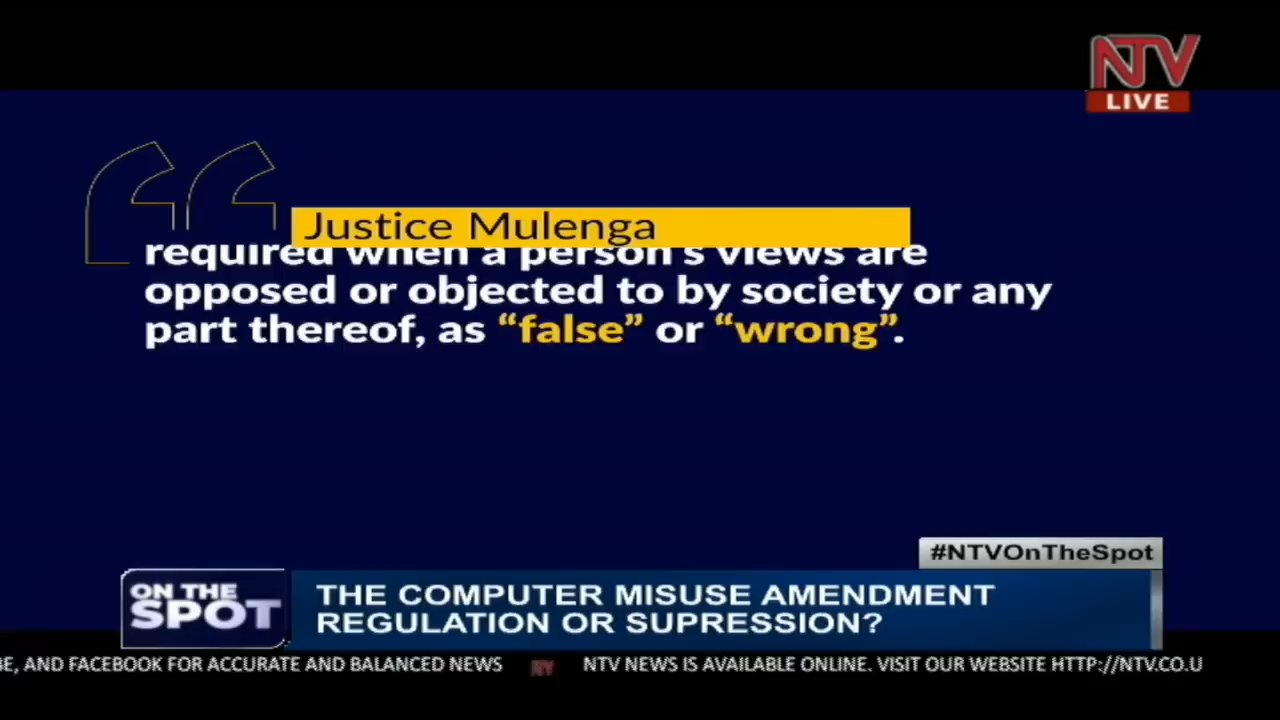 NTV
LIVE
Justice Mulenga
required when a person's views are
opposed or objected to by society or any
part thereof, as “false” or “wrong”.
#NTVOnTheSpot
ON THE
SPOT
THE COMPUTER MISUSE AMENDMENT
REGULATION OR SUPRESSION?
E, AND FACEBOOK FOR ACCURATE AND BALANCED NEWS NTV NTV NEWS IS AVAILABLE ONLINE. VISIT OUR WEBSITE HTTP://NTV.CO.U